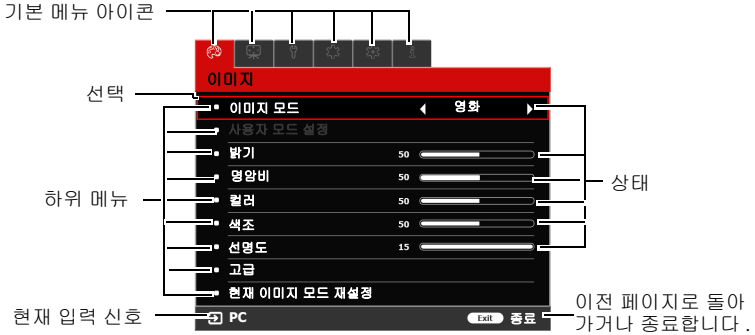 기본 메뉴 아이콘
이미지
선택
이미지 모드 영화
사용자 모드 설정
밝기 50
명암비 50
하위 메뉴
상태
컬러 50
색조 50
선명도 15
고급
현재 이미지 모드 재설정
현재 입력 신호
PC Exit 종료
이전 페이지로 돌아
가거나 종료합니다 .